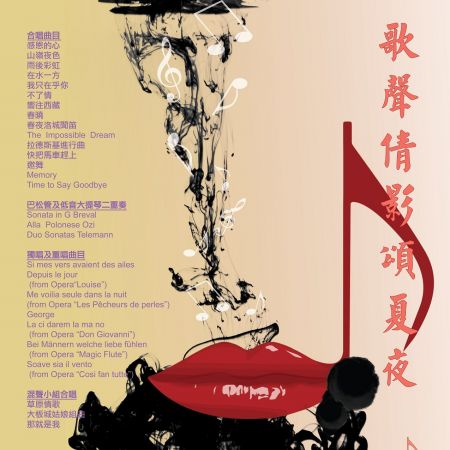 合唱曲目
感恩的心
山嶺夜色
雨後彩虹
在水一方
我只在乎你
不了情
嚮往西藏
春曉
春夜洛城聞笛
The Impossible Dream
拉德斯基進行曲
快把馬車趕上
邀舞
Memory
Time to Say Goodbye
巴松管及低音大提琴二重奏
Sonata in G Breval
Alla Polonese Ozi
Duo Sonatas Telemann
獨唱及重唱曲目
Si mes vers avaient des ailes
Depuis le jour
(from Opera“Louise”)
Me voilia seule dans la nuit
(from Opera “Les Pêcheurs de perles”)
George
La ci darem la ma no
(from Opera “Don Giovanni”)
Bei Männern welche liebe fühlen
(from Opera “Magic Flute”)
Soave sia il vento
(from Opera “Cosi fan tutte
混聲小組合唱
草原情歌
大板城姑娘組曲
那就是我
歌聲倩影頌夏夜